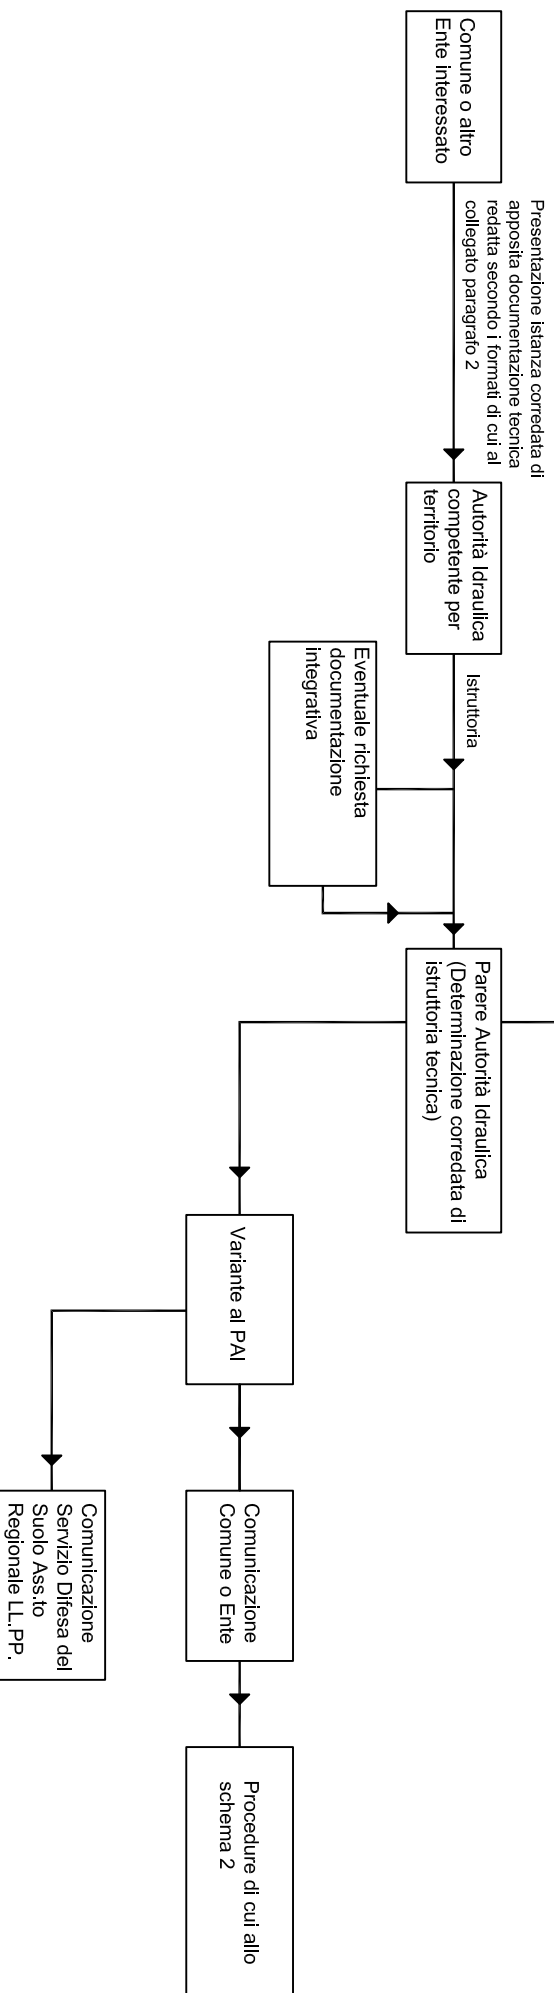 Comune o altro
Ente interessato
Presentazione istanza corredata di
apposita documentazione tecnica
redatta secondo i formati di cui al
collegato paragrafo 2
Autorità Idraulica
competente per
territorio
Istruttoria
Eventuale richiesta
documentazione
integrativa
Parere Autorità Idraulica
(Determinazione corredata di
istruttoria tecnica)
Variante al PAI
Comunicazione
Comune o Ente
Comunicazione
Servizio Difesa del
Suolo Ass.to
Regionale LL.PP.
Procedure di cui allo
schema 2